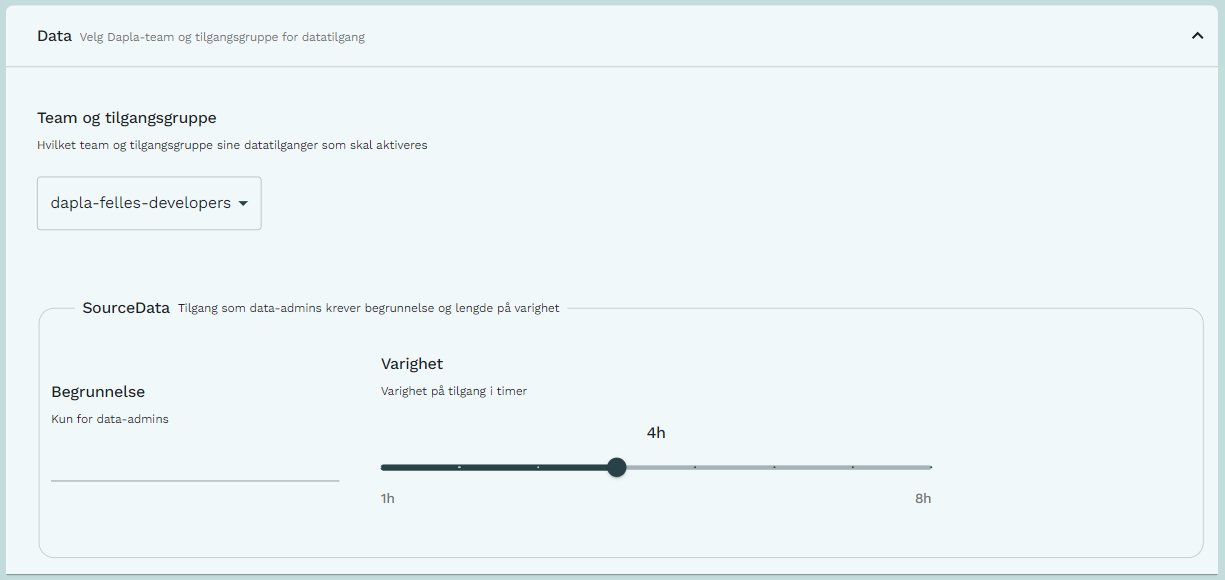 Data Velg Dapla-team og tilgangsgruppe for datatilgang
Team og tilgangsgruppe
Hvilket team og tilgangsgruppe sine datatilganger som skal aktiveres
dapla-felles-developers
SourceData Tilgang som data-admins krever begrunnelse og lengde på varighet
Begrunnelse
Kun for data-admins
Varighet
Varighet på tilgang i timer
4h
1h 8h